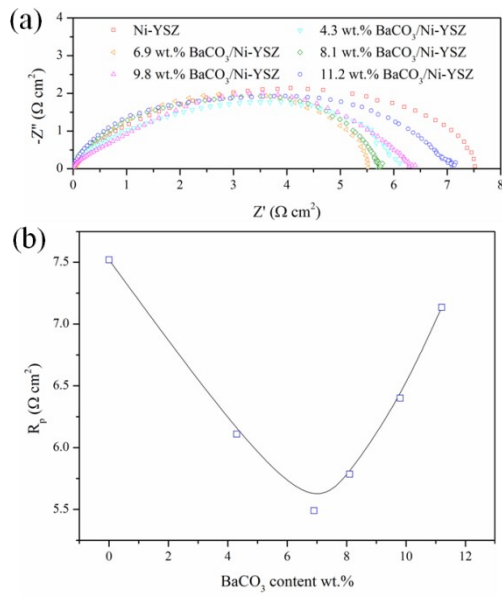 (a)
Ni-YSZ
4.3 wt.% BaCO3/Ni-YSZ
6.9 wt.% BaCO3/Ni-YSZ
8.1 wt.% BaCO3/Ni-YSZ
9.8 wt.% BaCO3/Ni-YSZ
11.2 wt.% BaCO3/Ni-YSZ
4
3
2
1
0
-Z" (Ω cm²)
0 1 2 3 4 5 6 7 8
Z' (Ω cm²)
(b)
7.5
7.0
6.5
6.0
5.5
Rp (Ω cm²)
0 2 4 6 8 10 12
BaCO3 content wt.%